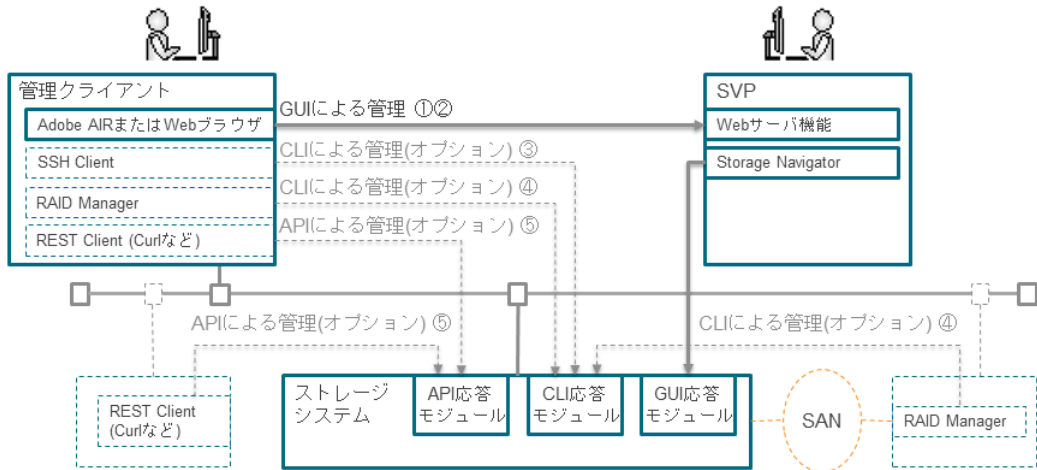 管理クライアント
Adobe AIRまたはWebブラウザ
SSH Client
RAID Manager
REST Client (Curlなど)
GUIによる管理 ①②
CLIによる管理(オプション) ③
CLIによる管理(オプション) ④
APIによる管理(オプション) ⑤
SVP
Webサーバ機能
Storage Navigator
APIによる管理(オプション) ⑤
CLIによる管理(オプション) ④
REST Client
(Curlなど)
ストレージ
システム
API応答
モジュール
CLI応答
モジュール
GUI応答
モジュール
SAN
RAID Manager